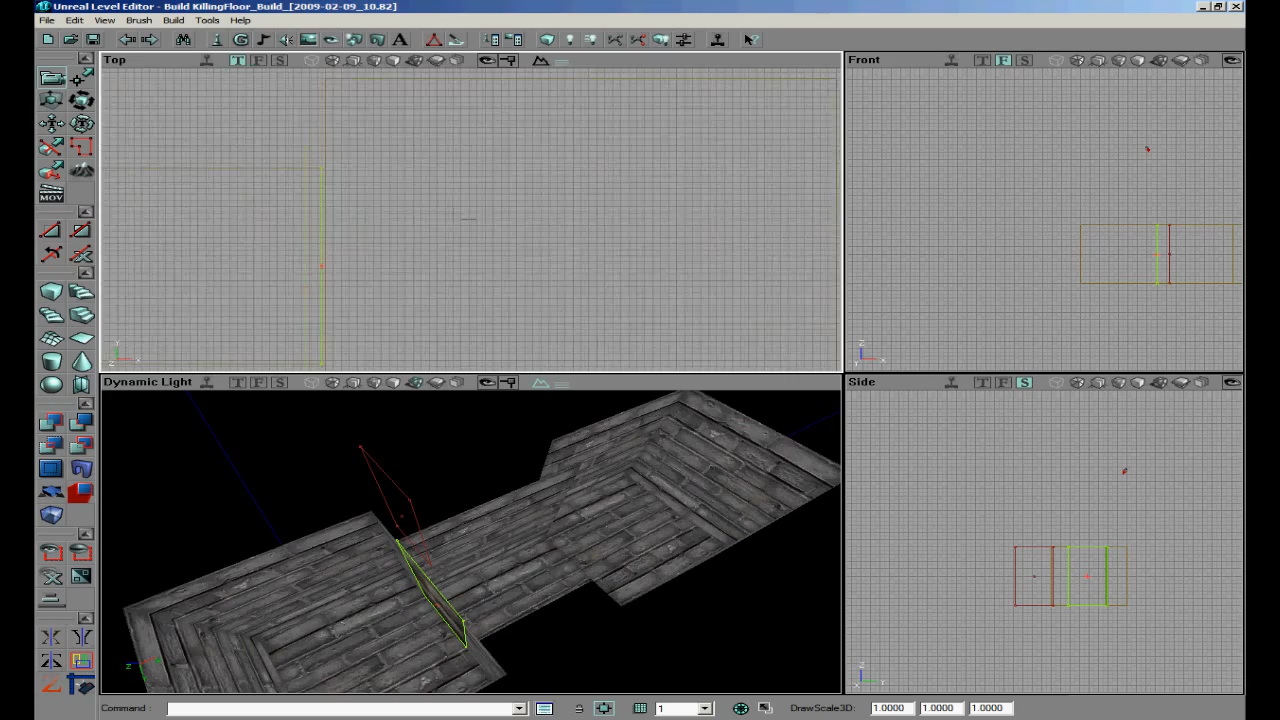 Unreal Level Editor - Build KillingFloor_Build_[2009-02-09_10.82]
File Edit View Brush Build Tools Help
Top T F S
Front T F S
MOV
Dynamic Light T F S
Side T F S
Command : 1 DrawScale3D: 1.0000 1.0000 1.0000